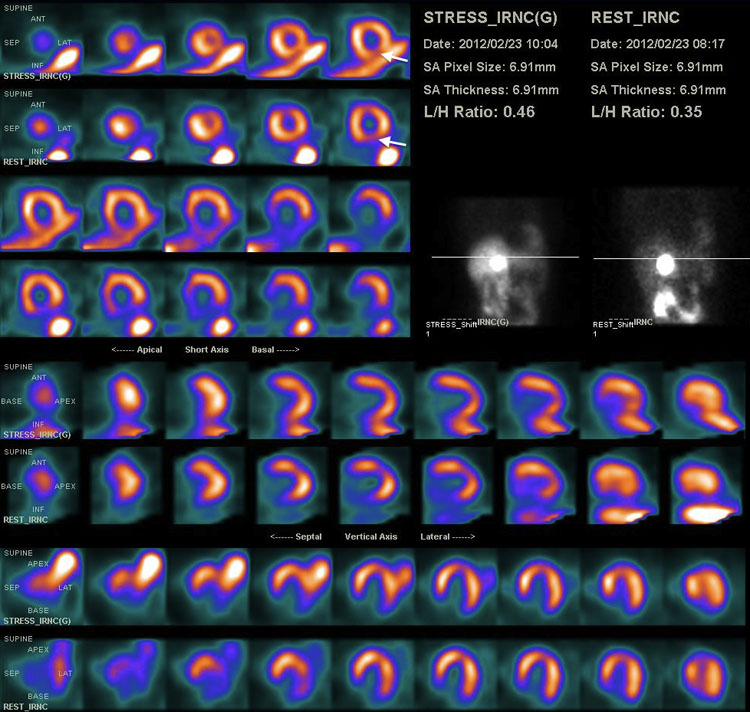 SUPINE
ANT
SEP LAT
INF
STRESS_IRNC(G)
SUPINE
ANT
SEP LAT
INF
REST_IRNC
<------ Apical Short Axis Basal ------>
SUPINE
ANT
BASE APEX
INF
STRESS_IRNC(G)
SUPINE
ANT
BASE APEX
INF
REST_IRNC
<------ Septal Vertical Axis Lateral ------>
SUPINE
APEX
SEP LAT
BASE
STRESS_IRNC(G)
SUPINE
APEX
SEP LAT
BASE
REST_IRNC
STRESS_IRNC(G)
Date: 2012/02/23 10:04
SA Pixel Size: 6.91mm
SA Thickness: 6.91mm
L/H Ratio: 0.46
REST_IRNC
Date: 2012/02/23 08:17
SA Pixel Size: 6.91mm
SA Thickness: 6.91mm
L/H Ratio: 0.35
STRESS_Shift IRNC(G)
1
REST_Shift IRNC
1